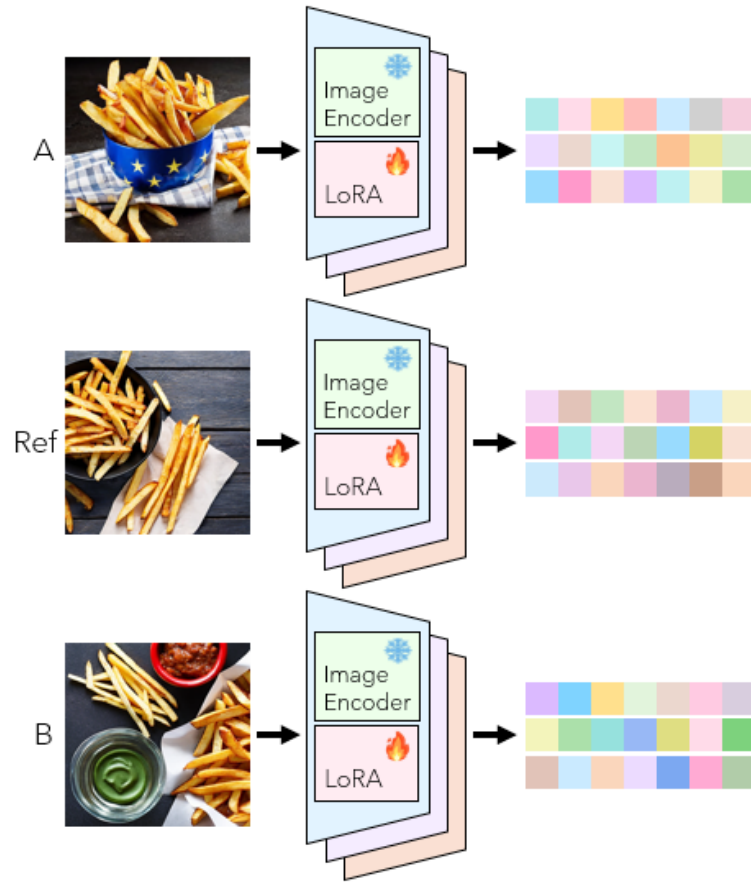 A
Image
Encoder
LoRA
Ref
Image
Encoder
LoRA
B
Image
Encoder
LoRA